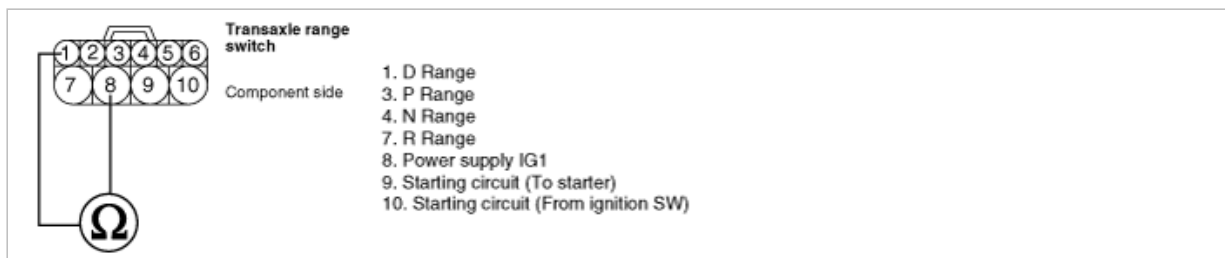 Transaxle range
switch
1 2 3 4 5 6
7 8 9 10
Component side
Ω
1. D Range
3. P Range
4. N Range
7. R Range
8. Power supply IG1
9. Starting circuit (To starter)
10. Starting circuit (From ignition SW)